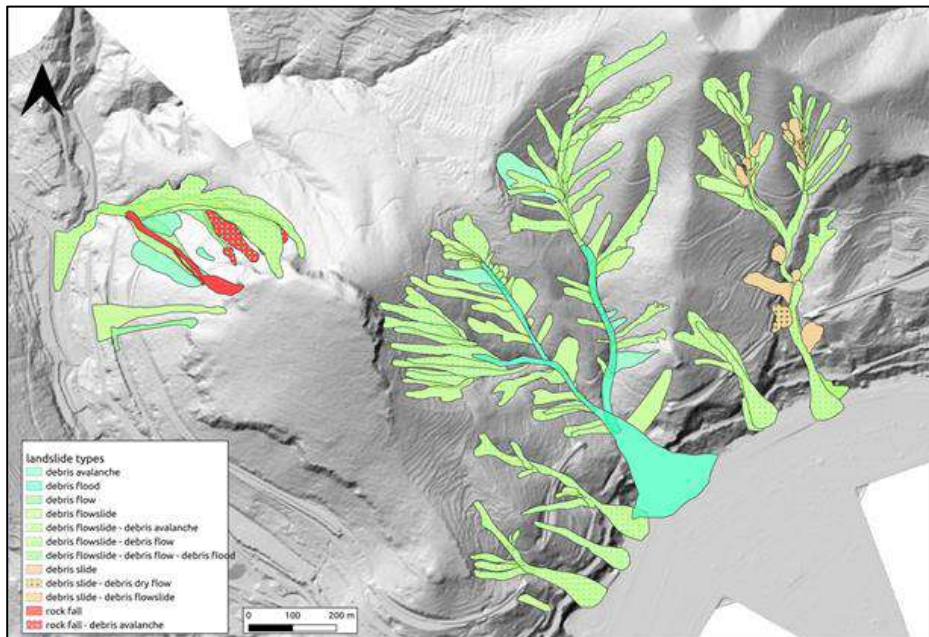 landslide types
debris avalanche
debris flood
debris flow
debris flowslide
debris flowslide - debris avalanche
debris flowslide - debris flow
debris flowslide - debris flow - debris flood
debris slide
debris slide - debris dry flow
debris slide - debris flowslide
rock fall
rock fall - debris avalanche
0 100 200 m